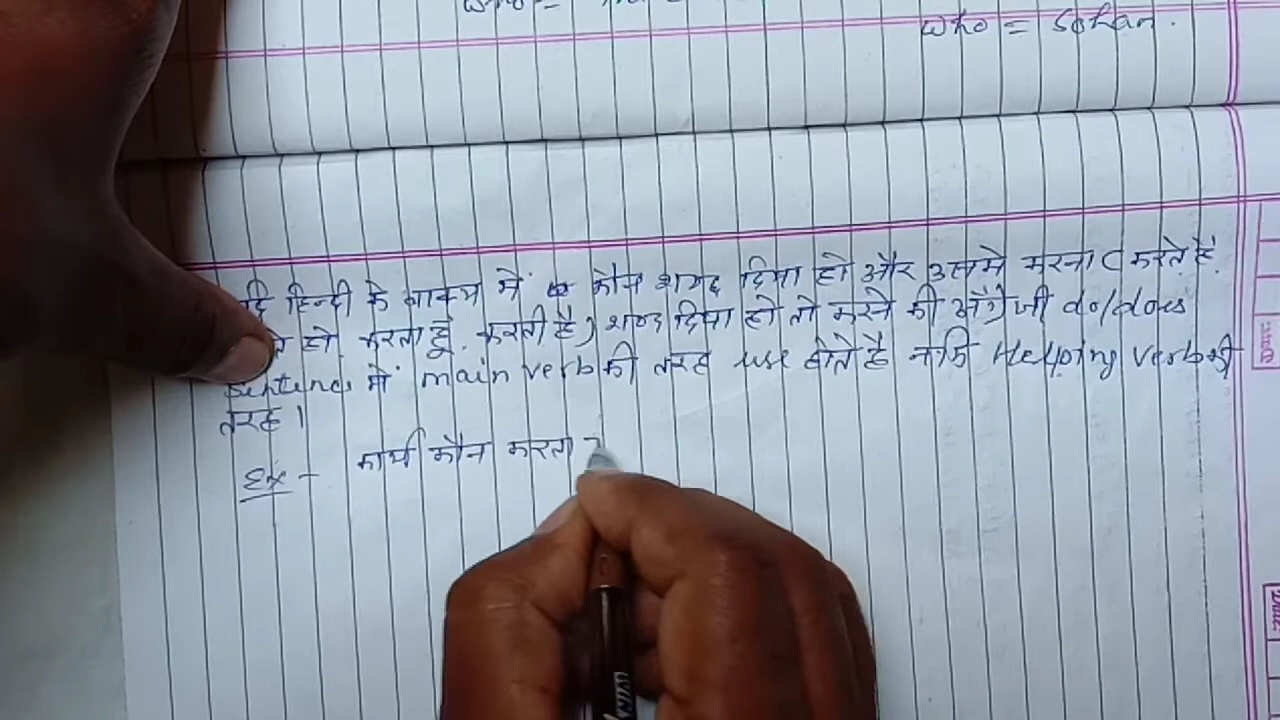 who = Sohan.
हिन्दी के वाक्य में कौन शब्द दिया हो और उसमे करना ( करते है.
हो, करता हूं. करती है) शब्द दिया हो तो करने की अंग्रेजी do/does
Sentence में main verb की तरह use होते है नाकि Helping verb की
तरह।
Ex - कार्य कौन करता